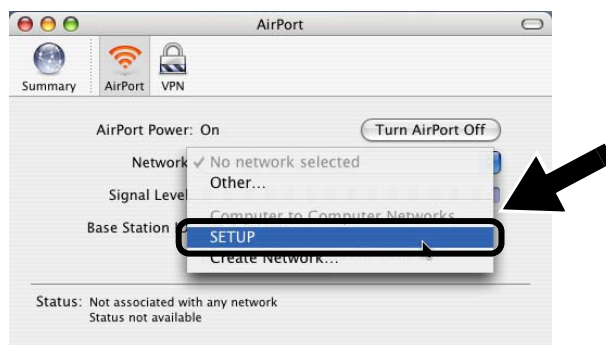 AirPort
Summary AirPort VPN
AirPort Power: On Turn AirPort Off
Network ✓ No network selected
Other...
Signal Level
Computer to Computer Networks
Base Station ID
SETUP
Create Network...
Status: Not associated with any network
Status not available